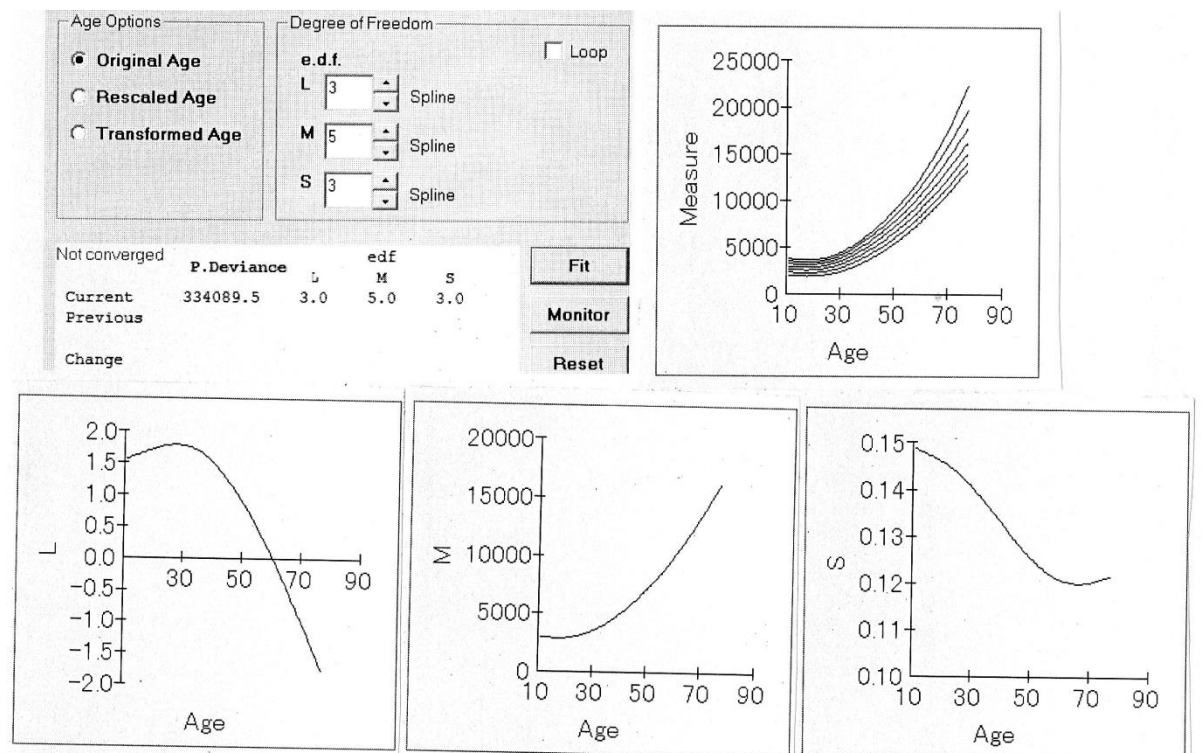 Age Options
Original Age
Rescaled Age
Transformed Age
Degree of Freedom
e.d.f.
Loop
L 3 Spline
M 5 Spline
S 3 Spline
Not converged
P.Deviance edf
L M S
Current 334089.5 3.0 5.0 3.0
Previous
Change
Fit
Monitor
Reset
25000
20000
15000
10000
5000
0
Measure
10 30 50 70 90
Age
2.0
1.5
1.0
0.5
0.0
-0.5
-1.0
-1.5
-2.0
L
30 50 70 90
Age
20000
15000
10000
5000
0
M
10 30 50 70 90
Age
0.15
0.14
0.13
0.12
0.11
0.10
S
10 30 50 70 90
Age